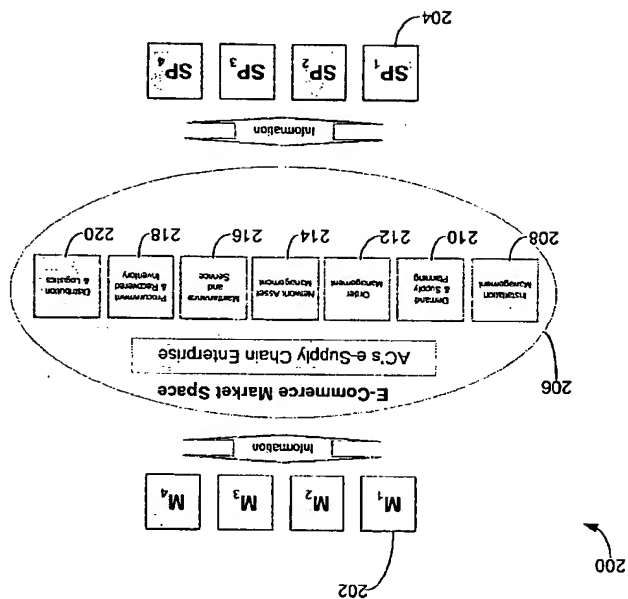 200
202
M1 M2 M3 M4
Information
206
E-Commerce Market Space
AC's e-Supply Chain Enterprise
Installation
Management
Demand
& Supply
Planning
Order
Management
Network Asset
Management
Maintenance
and
Service
Procurement
& Recovered
Inventory
Distribution
& Logistics
208 210 212 214 216 218 220
Information
SP1 SP2 SP3 SP4
204